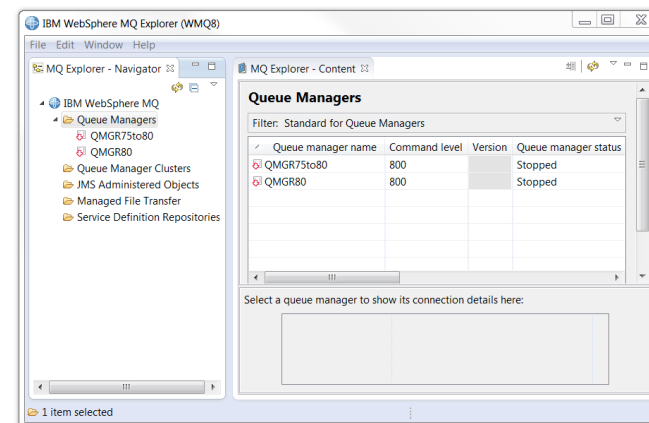 IBM WebSphere MQ Explorer (WMQ8)
File Edit Window Help
MQ Explorer - Navigator
IBM WebSphere MQ
Queue Managers
QMGR75to80
QMGR80
Queue Manager Clusters
JMS Administered Objects
Managed File Transfer
Service Definition Repositories
MQ Explorer - Content
Queue Managers
Filter: Standard for Queue Managers
Queue manager name Command level Version Queue manager status
QMGR75to80 800 Stopped
QMGR80 800 Stopped
Select a queue manager to show its connection details here:
1 item selected